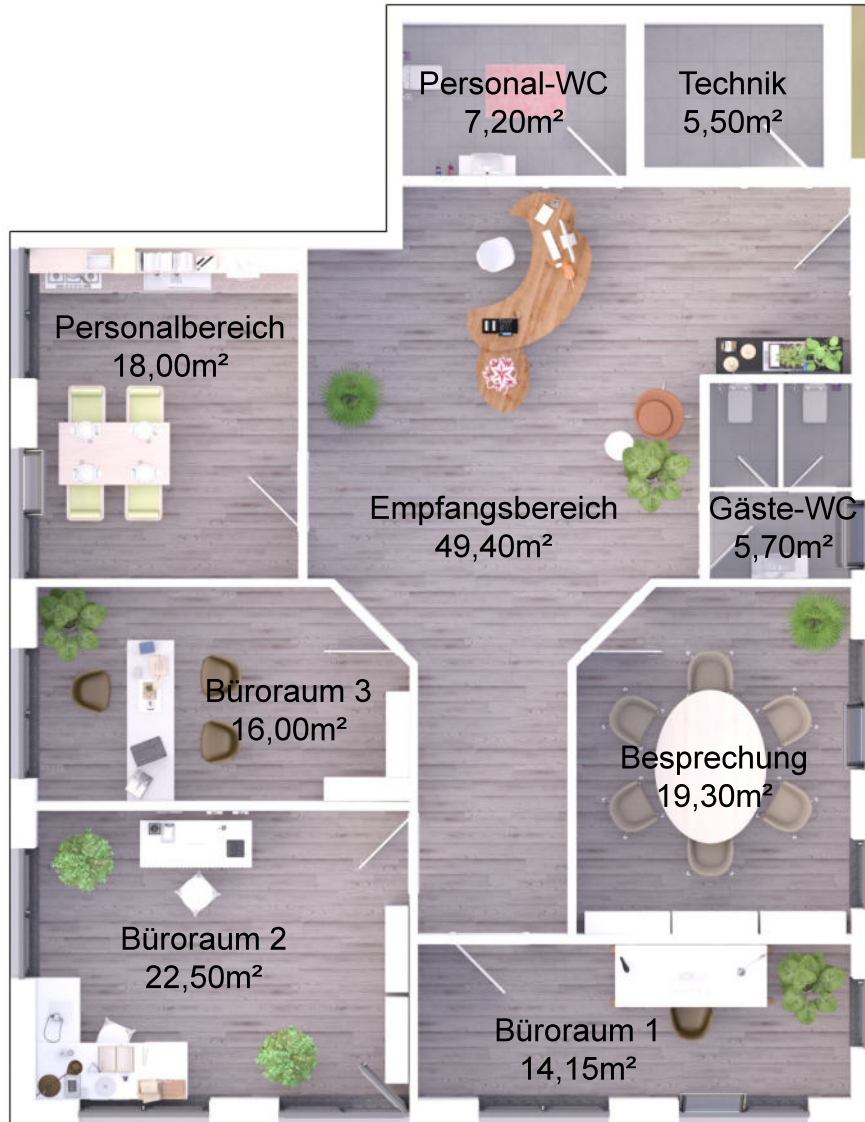 Personal-WC
7,20m²
Technik
5,50m²
Personalbereich
18,00m²
Empfangsbereich
49,40m²
Gäste-WC
5,70m²
Büroraum 3
16,00m²
Besprechung
19,30m²
Büroraum 2
22,50m²
Büroraum 1
14,15m²